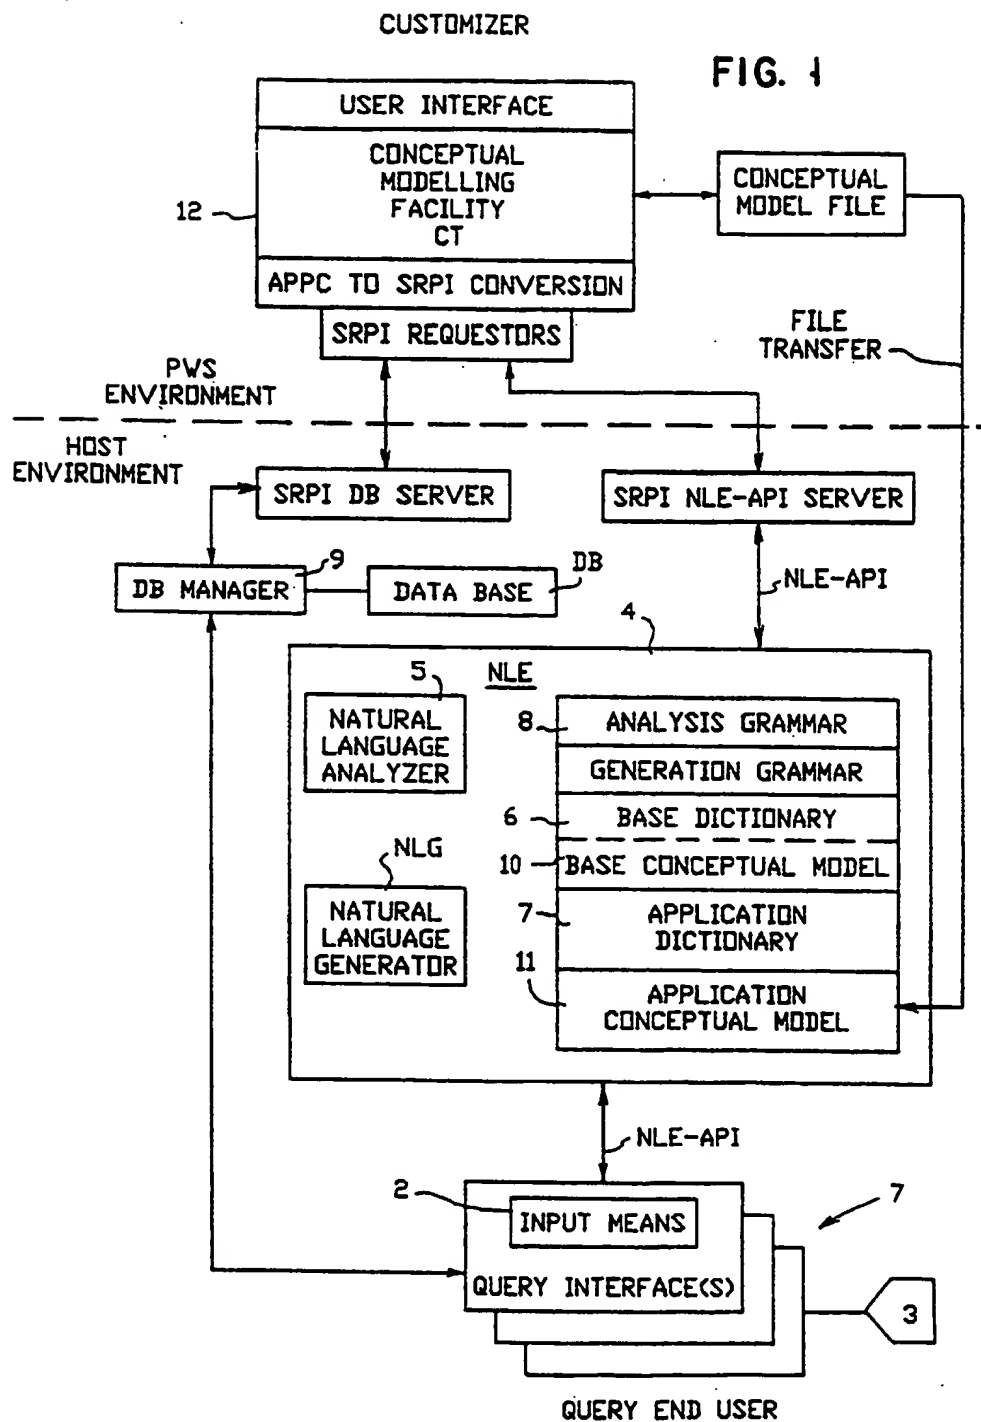 CUSTOMIZER
FIG. 1
USER INTERFACE
CONCEPTUAL
MODELLING
FACILITY
CT
12
APPC TO SRPI CONVERSION
SRPI REQUESTORS
CONCEPTUAL
MODEL FILE
FILE
TRANSFER
PWS
ENVIRONMENT
HOST
ENVIRONMENT
SRPI DB SERVER
SRPI NLE-API SERVER
9
DB MANAGER
DB
DATA BASE
NLE-API
4
NLE
5
NATURAL
LANGUAGE
ANALYZER
8
ANALYSIS GRAMMAR
GENERATION GRAMMAR
6
BASE DICTIONARY
10
BASE CONCEPTUAL MODEL
NLG
NATURAL
LANGUAGE
GENERATOR
7
APPLICATION
DICTIONARY
11
APPLICATION
CONCEPTUAL MODEL
NLE-API
2
INPUT MEANS
QUERY INTERFACE(S)
7
3
QUERY END USER